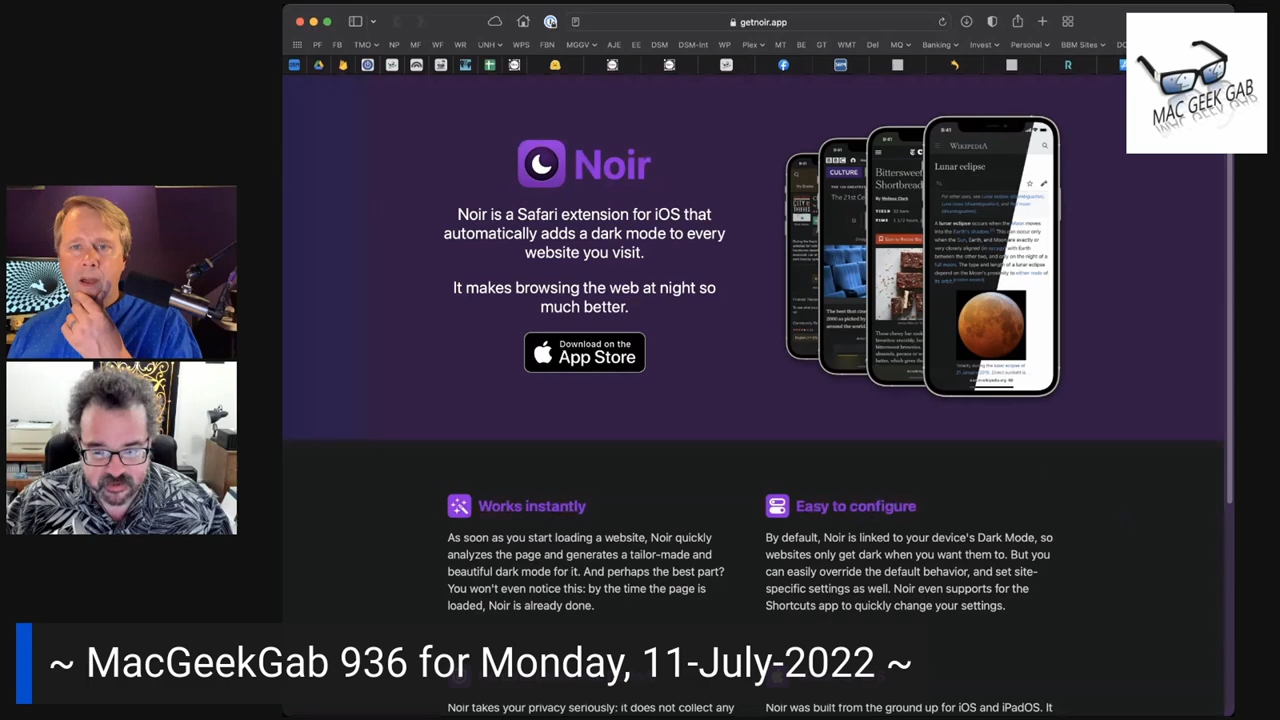 getnoir.app
PF FB TMO NP MF WF WR UNH WPS FBN MGGV AJE EE DSM DSM-Int WP Plex MT BE GT WMT Del MQ Banking Invest Personal BBM Sites
MAC GEEK GAB
Noir
Noir is a Safari extension for iOS that
automatically adds a dark mode to every
website you visit.
It makes browsing the web at night so
much better.
Download on the
App Store
BBC
CULTURE
The 21st Cen
Bittersweet
Shortbread
WIKIPEDIA
Lunar eclipse
Works instantly
As soon as you start loading a website, Noir quickly
analyzes the page and generates a tailor-made and
beautiful dark mode for it. And perhaps the best part?
You won't even notice this: by the time the page is
loaded, Noir is already done.
Easy to configure
By default, Noir is linked to your device's Dark Mode, so
websites only get dark when you want them to. But you
can easily override the default behavior, and set site-
specific settings as well. Noir even supports for the
Shortcuts app to quickly change your settings.
~ MacGeekGab 936 for Monday, 11-July-2022 ~
Noir takes your privacy seriously: it does not collect any
Noir was built from the ground up for iOS and iPadOS. It